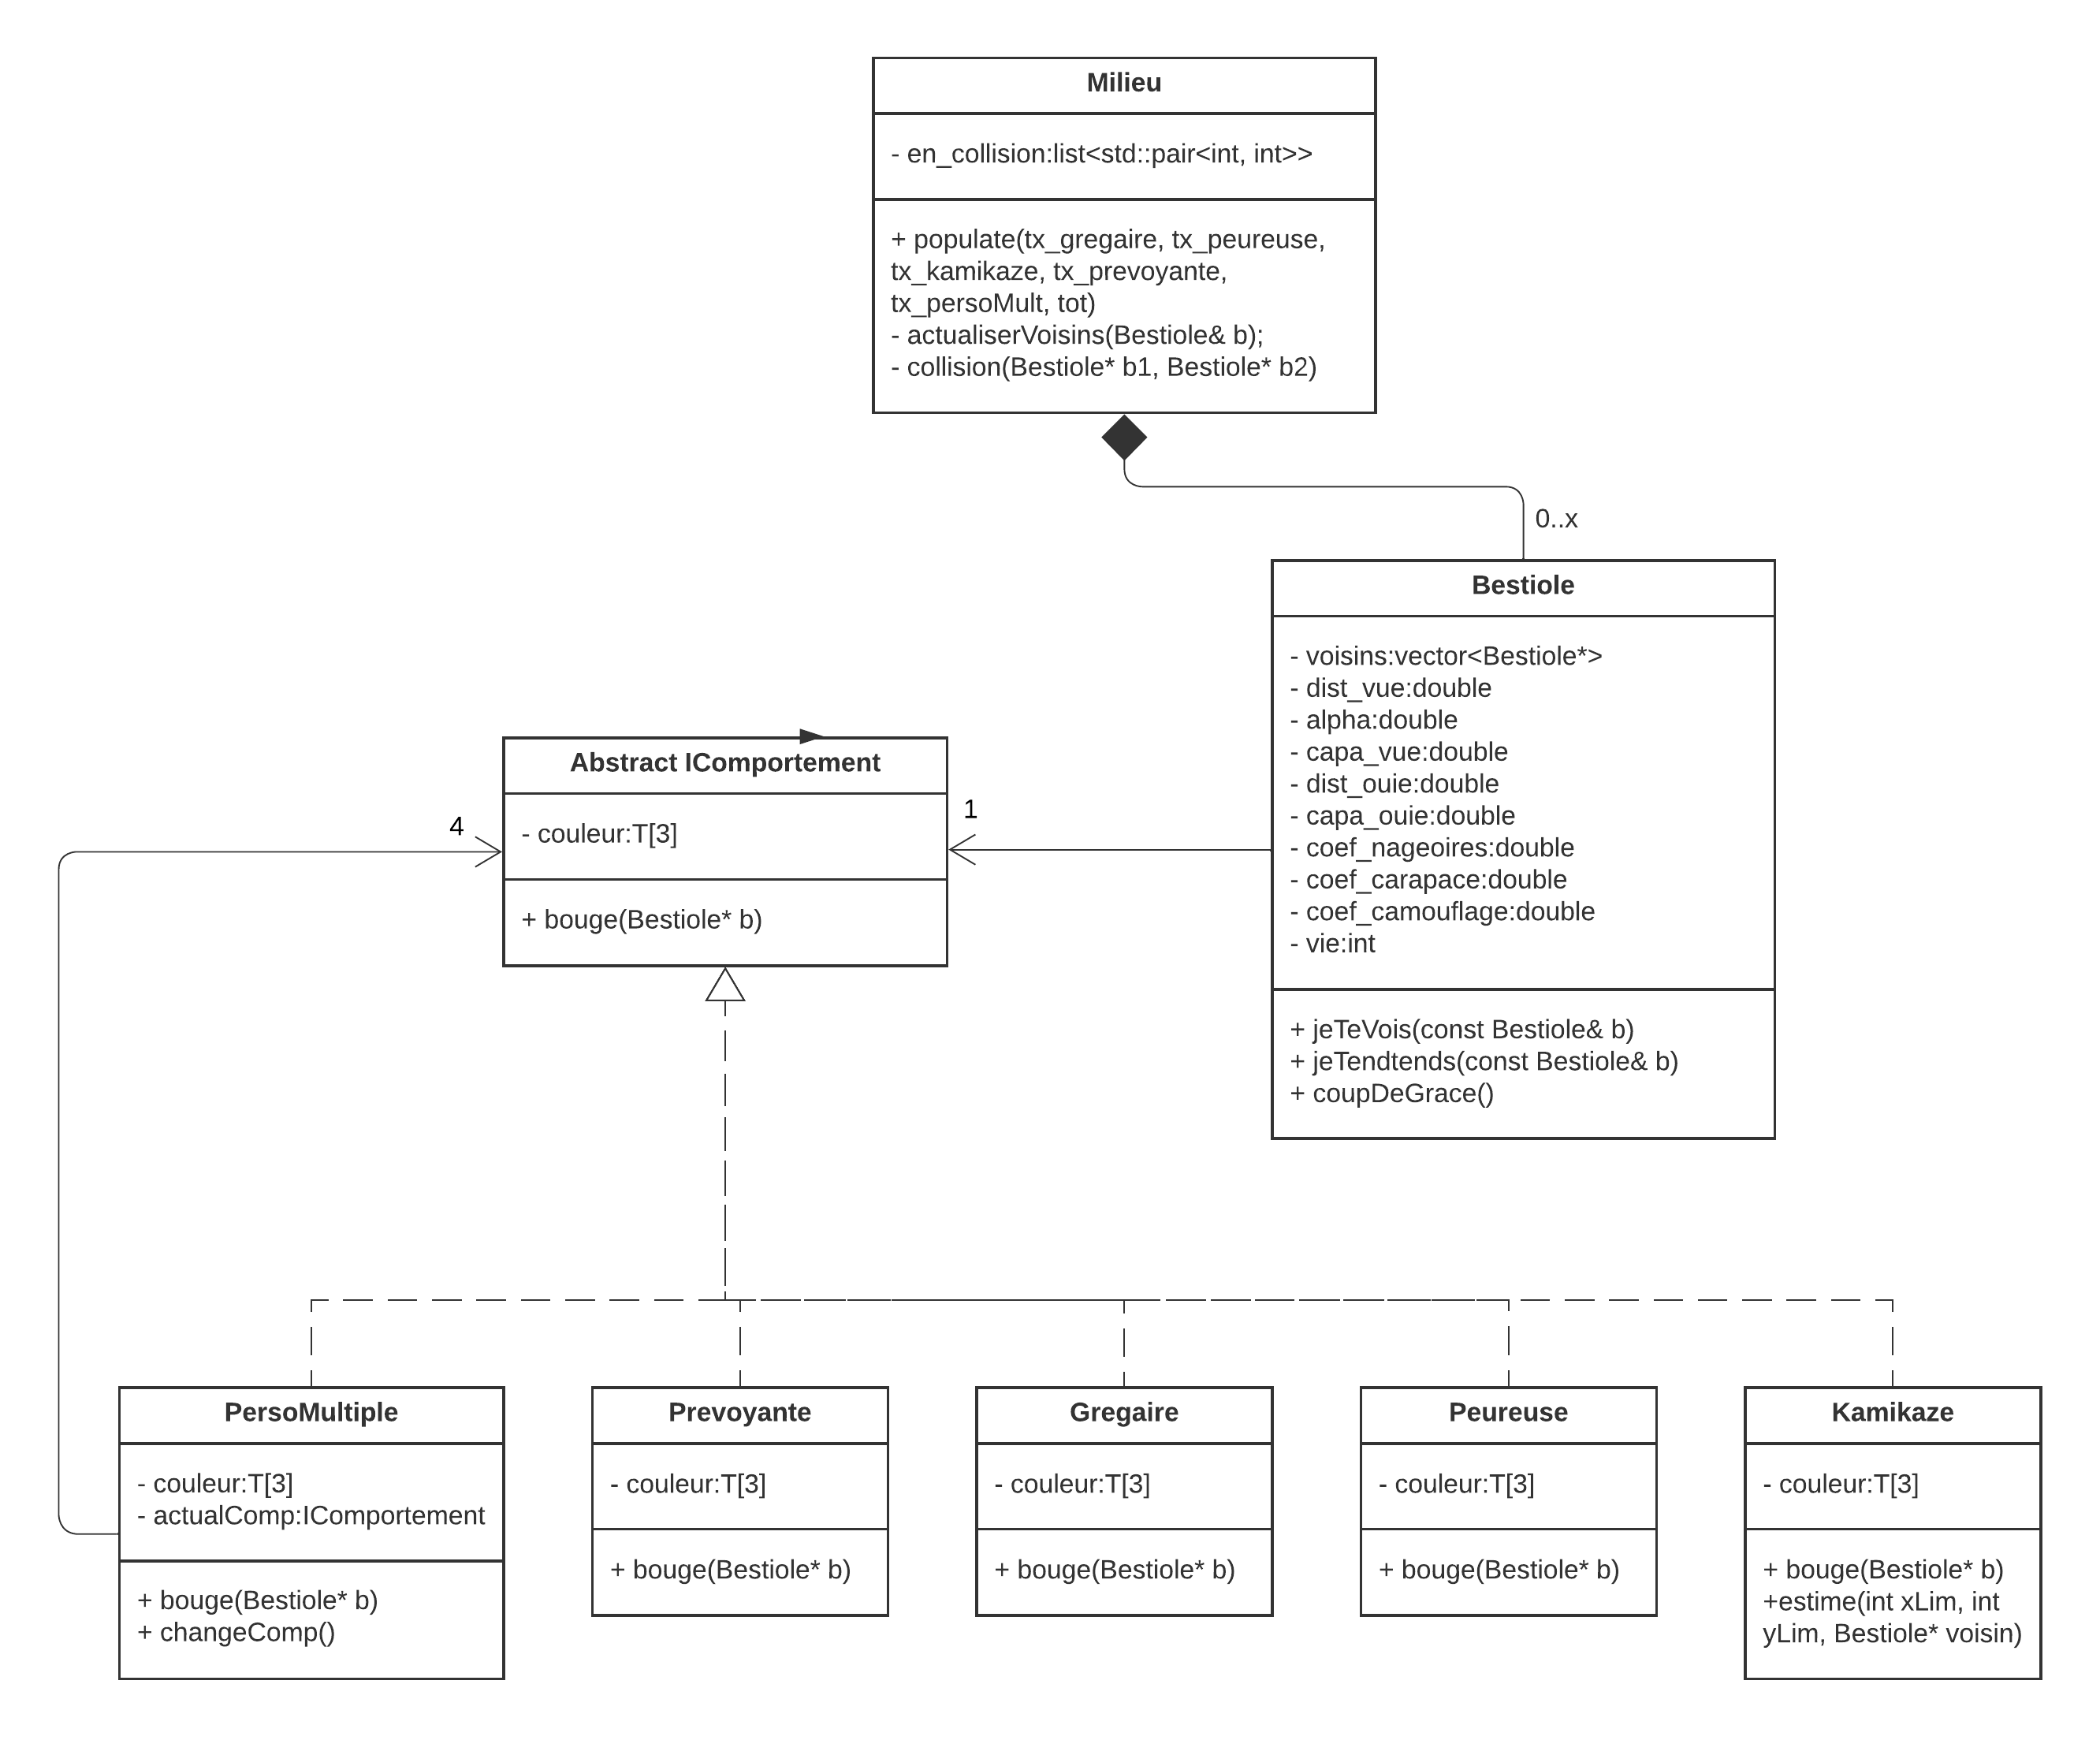 Milieu
- en_collision:list<std::pair<int, int>>
+ populate(tx_gregaire, tx_peureuse,
tx_kamikaze, tx_prevoyante,
tx_persoMult, tot)
- actualiserVoisins(Bestiole& b);
- collision(Bestiole* b1, Bestiole* b2)
0..x
Bestiole
- voisins:vector<Bestiole*>
- dist_vue:double
- alpha:double
- capa_vue:double
- dist_ouie:double
- capa_ouie:double
- coef_nageoires:double
- coef_carapace:double
- coef_camouflage:double
- vie:int
+ jeTeVois(const Bestiole& b)
+ jeTendtends(const Bestiole& b)
+ coupDeGrace()
Abstract IComportement
- couleur:T[3]
+ bouge(Bestiole* b)
4
1
PersoMultiple
- couleur:T[3]
- actualComp:IComportement
+ bouge(Bestiole* b)
+ changeComp()
Prevoyante
- couleur:T[3]
+ bouge(Bestiole* b)
Gregaire
- couleur:T[3]
+ bouge(Bestiole* b)
Peureuse
- couleur:T[3]
+ bouge(Bestiole* b)
Kamikaze
- couleur:T[3]
+ bouge(Bestiole* b)
+estime(int xLim, int
yLim, Bestiole* voisin)